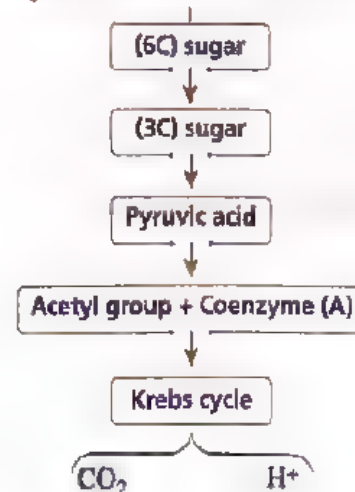 (6C) sugar
(3C) sugar
Pyruvic acid
Acetyl group + Coenzyme (A)
Krebs cycle
CO₂ H⁺